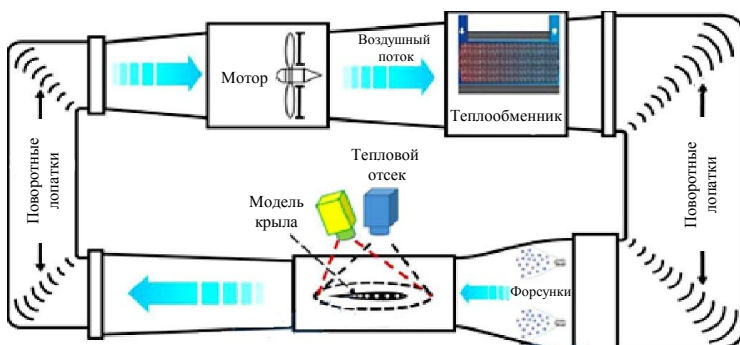 Воздушный
поток
Мотор
Теплообменник
Поворотные
лопатки
Тепловой
отсек
Модель
крыла
Поворотные
лопатки
Форсунки